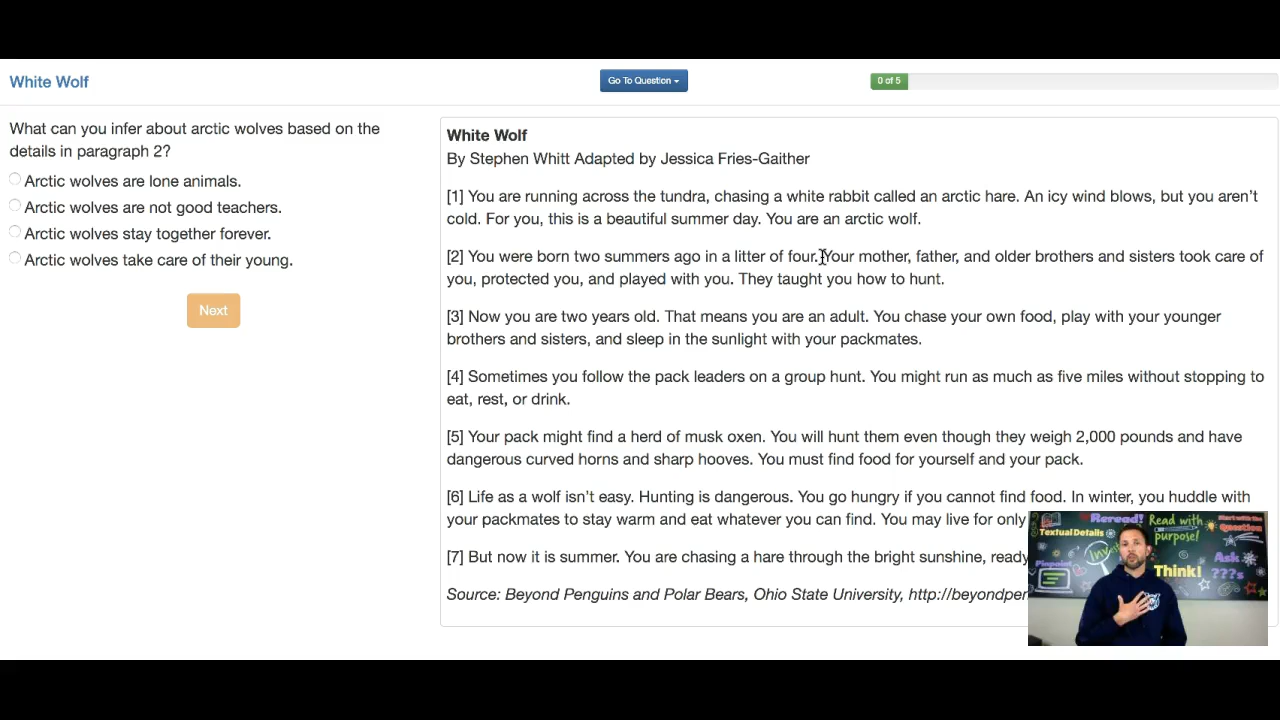 White Wolf
Go To Question
0 of 5
What can you infer about arctic wolves based on the
details in paragraph 2?
Arctic wolves are lone animals.
Arctic wolves are not good teachers.
Arctic wolves stay together forever.
Arctic wolves take care of their young.
Next
White Wolf
By Stephen Whitt Adapted by Jessica Fries-Gaither
[1] You are running across the tundra, chasing a white rabbit called an arctic hare. An icy wind blows, but you aren't
cold. For you, this is a beautiful summer day. You are an arctic wolf.
[2] You were born two summers ago in a litter of four. Your mother, father, and older brothers and sisters took care of
you, protected you, and played with you. They taught you how to hunt.
[3] Now you are two years old. That means you are an adult. You chase your own food, play with your younger
brothers and sisters, and sleep in the sunlight with your packmates.
[4] Sometimes you follow the pack leaders on a group hunt. You might run as much as five miles without stopping to
eat, rest, or drink.
[5] Your pack might find a herd of musk oxen. You will hunt them even though they weigh 2,000 pounds and have
dangerous curved horns and sharp hooves. You must find food for yourself and your pack.
[6] Life as a wolf isn't easy. Hunting is dangerous. You go hungry if you cannot find food. In winter, you huddle with
your packmates to stay warm and eat whatever you can find. You may live for only
[7] But now it is summer. You are chasing a hare through the bright sunshine, ready
Source: Beyond Penguins and Polar Bears, Ohio State University, http://beyondpen
Reread!
Read with
purpose!
Start with the
Question
Textual Details
Pinpoint
Think!
Ask
???s